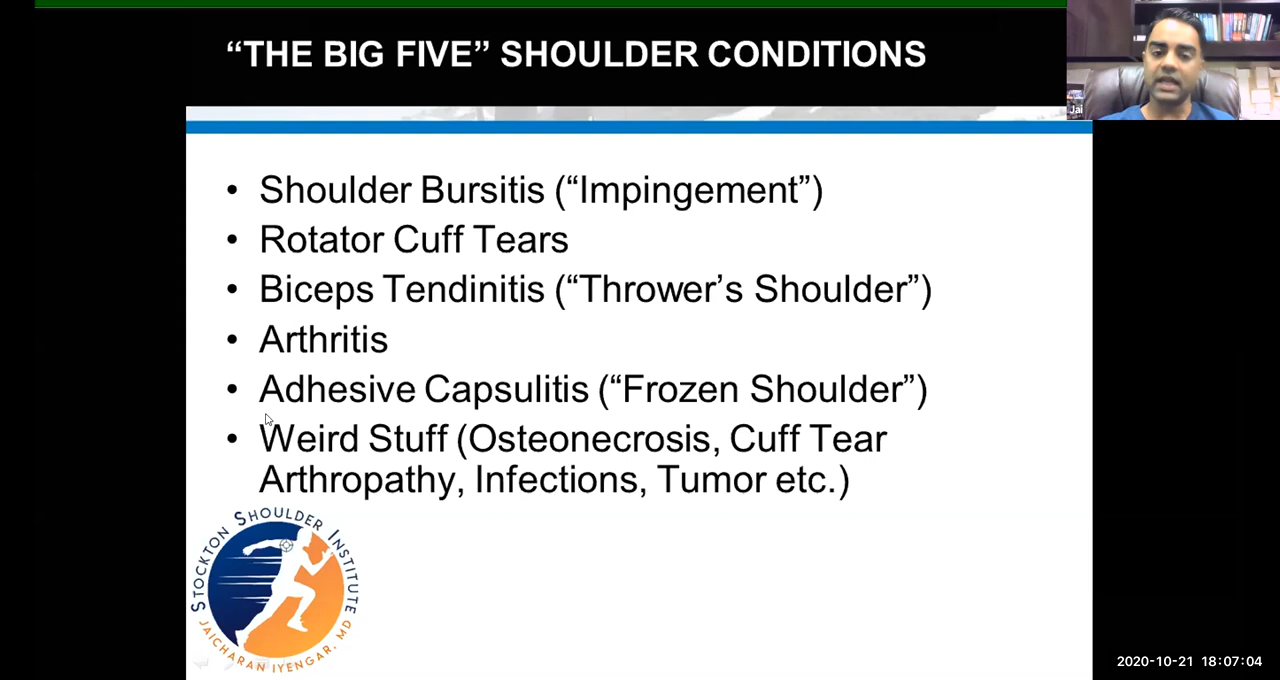 “THE BIG FIVE” SHOULDER CONDITIONS
Jai
• Shoulder Bursitis (“Impingement”)
• Rotator Cuff Tears
• Biceps Tendinitis (“Thrower’s Shoulder”)
• Arthritis
• Adhesive Capsulitis (“Frozen Shoulder”)
• Weird Stuff (Osteonecrosis, Cuff Tear
Arthropathy, Infections, Tumor etc.)
STOCKTON SHOULDER INSTITUTE
JAICHARAN IYENGAR, MD
2020-10-21 18:07:04